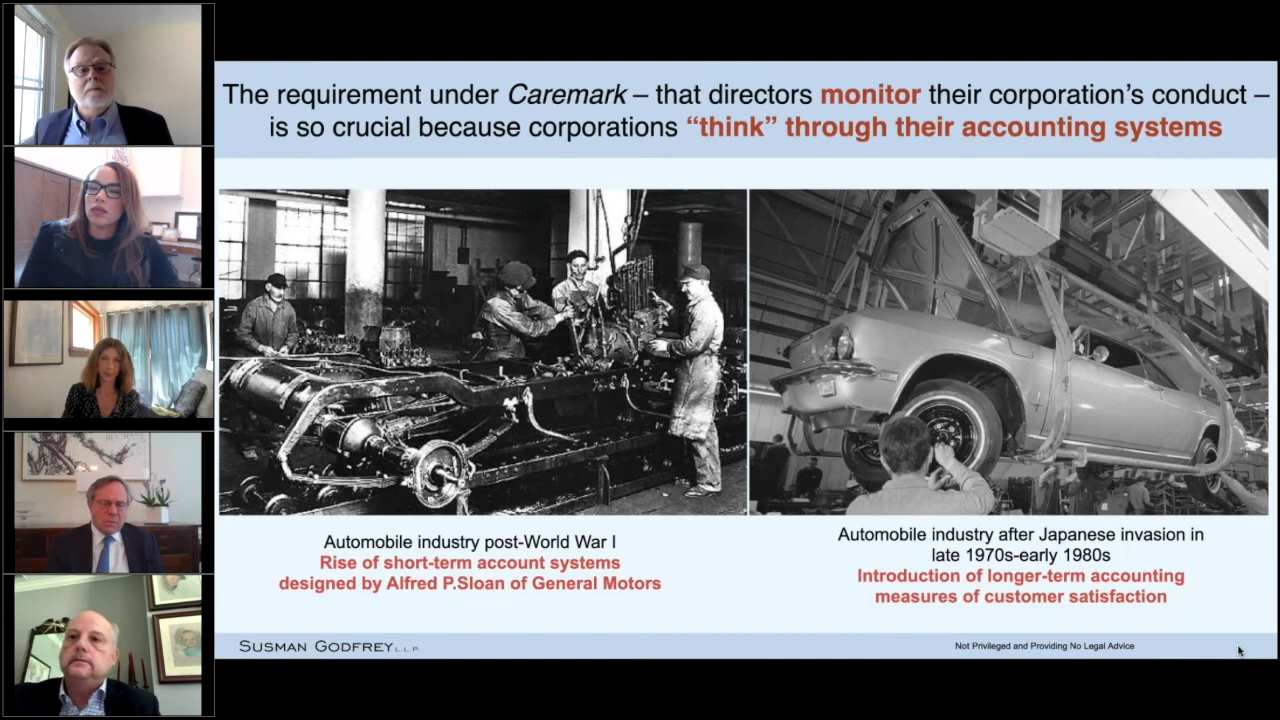 The requirement under Caremark – that directors monitor their corporation's conduct –
is so crucial because corporations “think” through their accounting systems
Automobile industry post-World War I
Rise of short-term account systems
designed by Alfred P.Sloan of General Motors
Automobile industry after Japanese invasion in
late 1970s-early 1980s
Introduction of longer-term accounting
measures of customer satisfaction
SUSMAN GODFREY L.L.P.
Not Privileged and Providing No Legal Advice